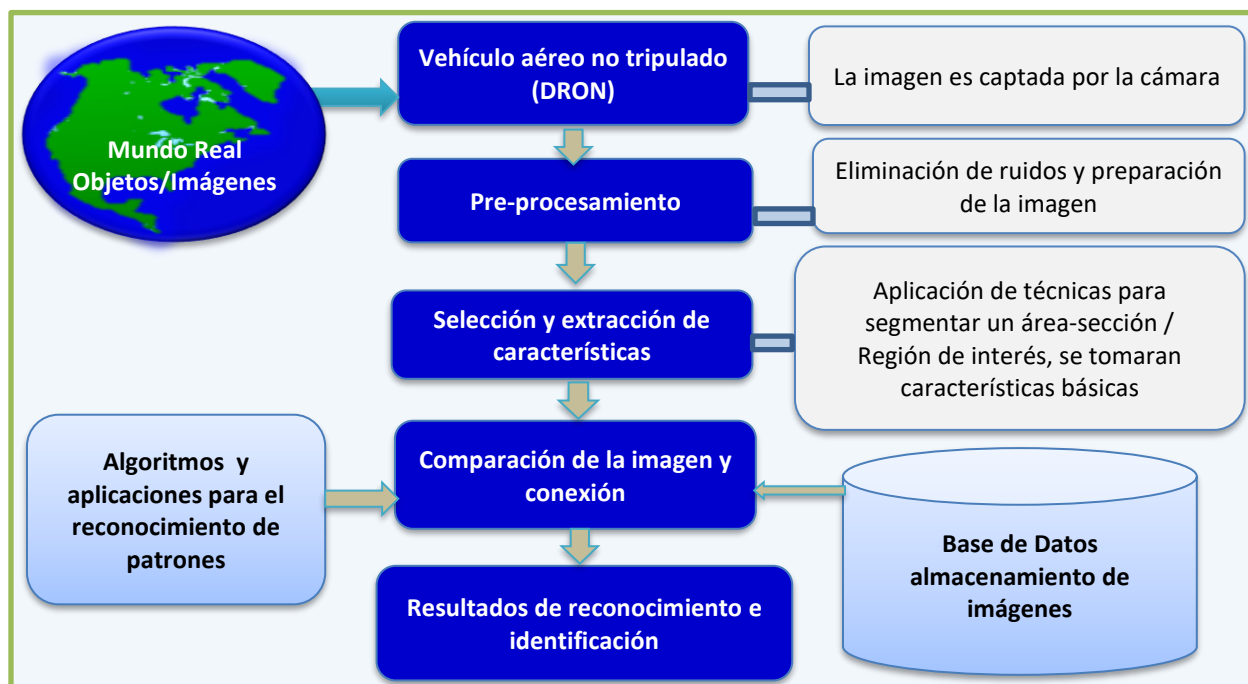 Mundo Real
Objetos/Imágenes
Vehículo aéreo no tripulado
(DRON)
La imagen es captada por la cámara
Pre-procesamiento
Eliminación de ruidos y preparación
de la imagen
Selección y extracción de
características
Aplicación de técnicas para
segmentar un área-sección /
Región de interés, se tomaran
características básicas
Algoritmos y
aplicaciones para el
reconocimiento de
patrones
Comparación de la imagen y
conexión
Base de Datos
almacenamiento de
imágenes
Resultados de reconocimiento e
identificación